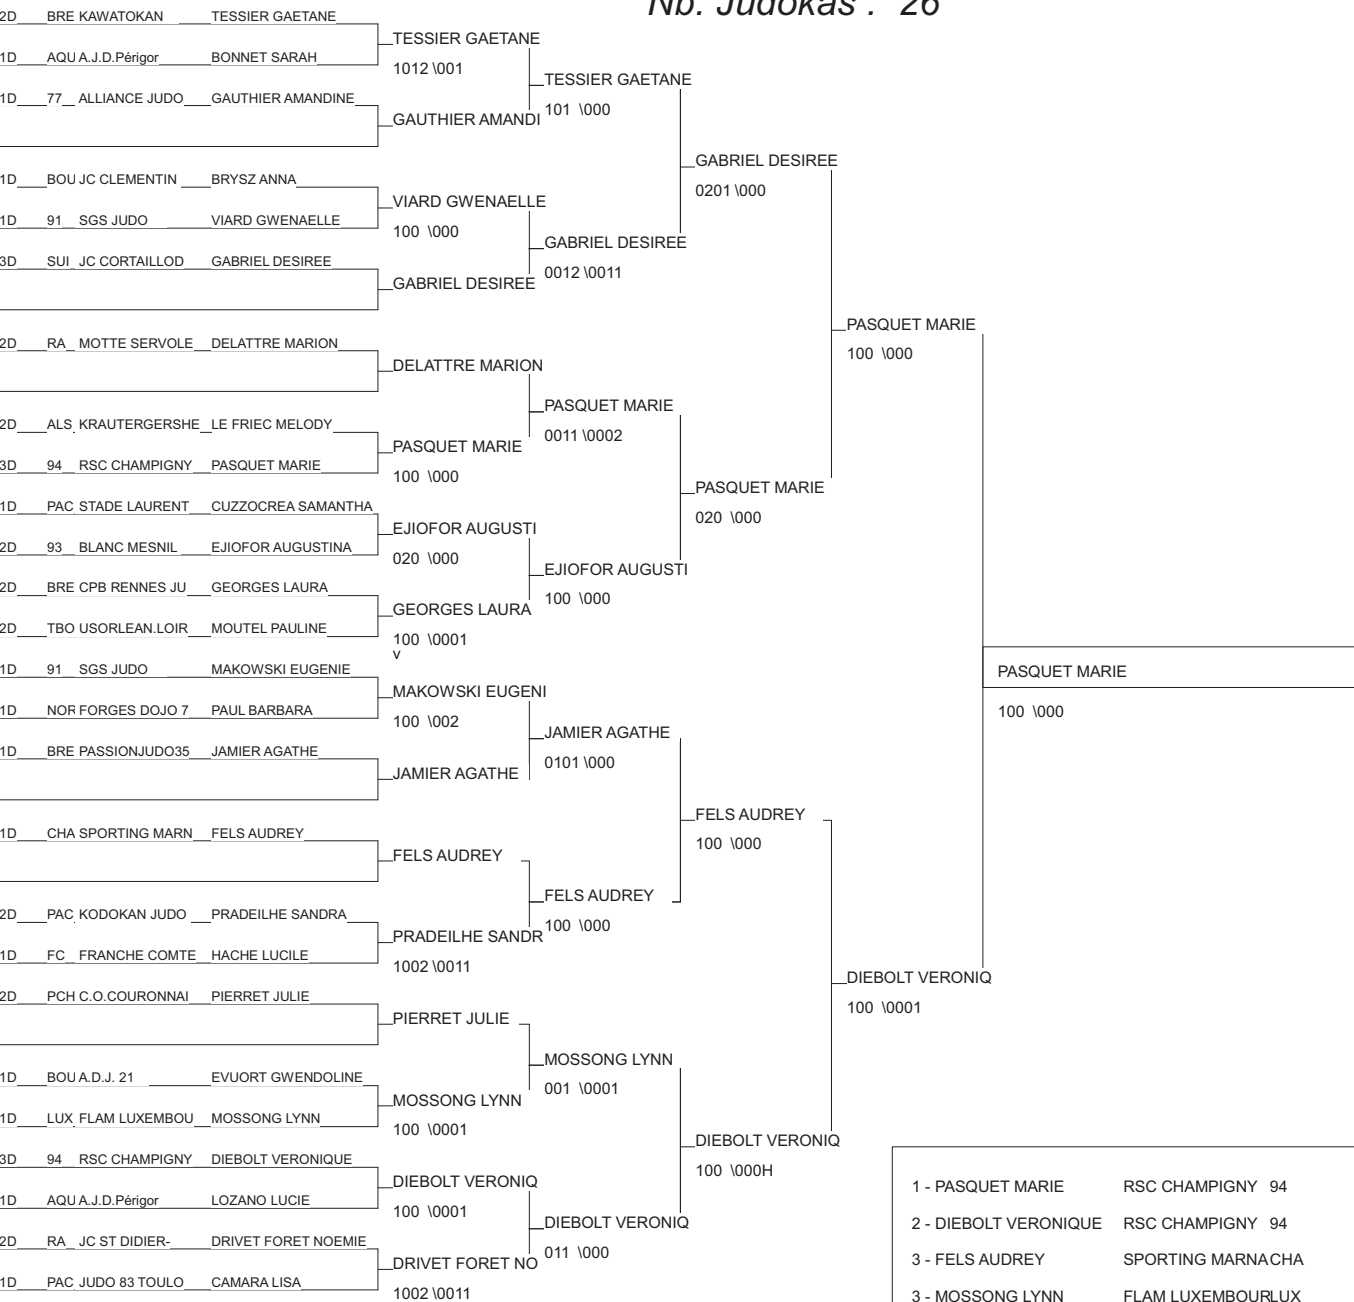 Nb. Judokas : 26
2D BRE KAWATOKAN TESSIER GAETANE
TESSIER GAETANE
1D AQU A.J.D.Périgor BONNET SARAH
1012 \001
TESSIER GAETANE
1D 77 ALLIANCE JUDO GAUTHIER AMANDINE
101 \000
GAUTHIER AMANDI
GABRIEL DESIREE
1D BOU JC CLEMENTIN BRYSZ ANNA
0201 \000
VIARD GWENAELLE
1D 91 SGS JUDO VIARD GWENAELLE
100 \000
GABRIEL DESIREE
3D SUI JC CORTAILLOD GABRIEL DESIREE
0012 \0011
GABRIEL DESIREE
PASQUET MARIE
2D RA MOTTE SERVOLE DELATTRE MARION
100 \000
DELATTRE MARION
PASQUET MARIE
2D ALS KRAUTERGERSHE LE FRIEC MELODY
0011 \0002
PASQUET MARIE
3D 94 RSC CHAMPIGNY PASQUET MARIE
100 \000
PASQUET MARIE
1D PAC STADE LAURENT CUZZOCREA SAMANTHA
020 \000
EJIOFOR AUGUSTI
2D 93 BLANC MESNIL EJIOFOR AUGUSTINA
020 \000
EJIOFOR AUGUSTI
2D BRE CPB RENNES JU GEORGES LAURA
100 \000
GEORGES LAURA
2D TBO USORLEAN.LOIR MOUTEL PAULINE
100 \0001
v
1D 91 SGS JUDO MAKOWSKI EUGENIE
PASQUET MARIE
MAKOWSKI EUGENI
1D NOR FORGES DOJO 7 PAUL BARBARA
100 \000
100 \002
JAMIER AGATHE
1D BRE PASSIONJUDO35 JAMIER AGATHE
0101 \000
JAMIER AGATHE
FELS AUDREY
1D CHA SPORTING MARN FELS AUDREY
100 \000
FELS AUDREY
FELS AUDREY
2D PAC KODOKAN JUDO PRADEILHE SANDRA
100 \000
PRADEILHE SANDR
1D FC FRANCHE COMTE HACHE LUCILE
1002 \0011
DIEBOLT VERONIQ
2D PCH C.O.COURONNAI PIERRET JULIE
100 \0001
PIERRET JULIE
MOSSONG LYNN
1D BOU A.D.J. 21 EVUORT GWENDOLINE
001 \0001
MOSSONG LYNN
1D LUX FLAM LUXEMBOU MOSSONG LYNN
100 \0001
DIEBOLT VERONIQ
3D 94 RSC CHAMPIGNY DIEBOLT VERONIQUE
100 \000H
DIEBOLT VERONIQ
1 - PASQUET MARIE RSC CHAMPIGNY 94
1D AQU A.J.D.Périgor LOZANO LUCIE
100 \0001
DIEBOLT VERONIQ
2 - DIEBOLT VERONIQUE RSC CHAMPIGNY 94
2D RA JC ST DIDIER- DRIVET FORET NOEMIE
011 \000
3 - FELS AUDREY SPORTING MARNACHA
DRIVET FORET NO
1D PAC JUDO 83 TOULO CAMARA LISA
1002 \0011
3 - MOSSONG LYNN FLAM LUXEMBOURLUX